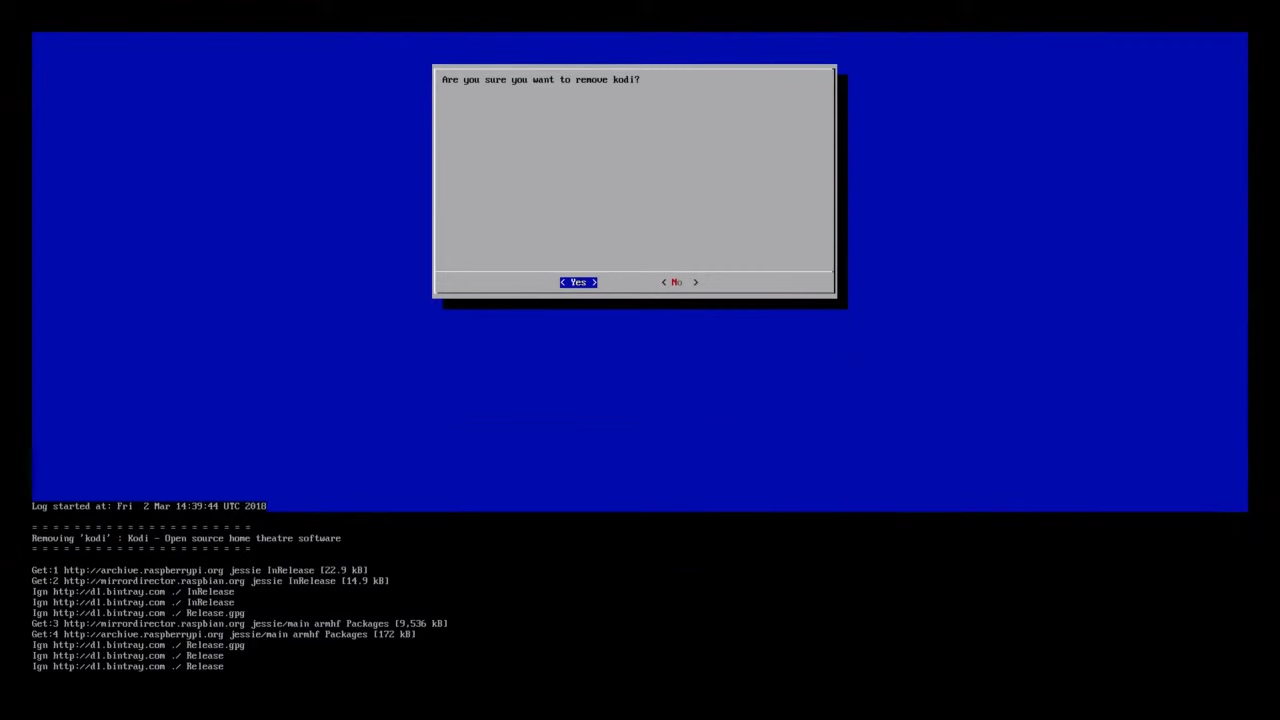 Are you sure you want to remove kodi?
< Yes > < No >
Log started at: Fri  2 Mar 14:39:44 UTC 2018
= = = = = = = = = = = = = = = = = = = = =
Removing 'kodi' : Kodi - Open source home theatre software
= = = = = = = = = = = = = = = = = = = = =
Get:1 http://archive.raspberrypi.org jessie InRelease [22.9 kB]
Get:2 http://mirrordirector.raspbian.org jessie InRelease [14.9 kB]
Ign http://dl.bintray.com ./ InRelease
Ign http://dl.bintray.com ./ InRelease
Ign http://dl.bintray.com ./ Release.gpg
Get:3 http://mirrordirector.raspbian.org jessie/main armhf Packages [9,536 kB]
Get:4 http://archive.raspberrypi.org jessie/main armhf Packages [172 kB]
Ign http://dl.bintray.com ./ Release.gpg
Ign http://dl.bintray.com ./ Release
Ign http://dl.bintray.com ./ Release